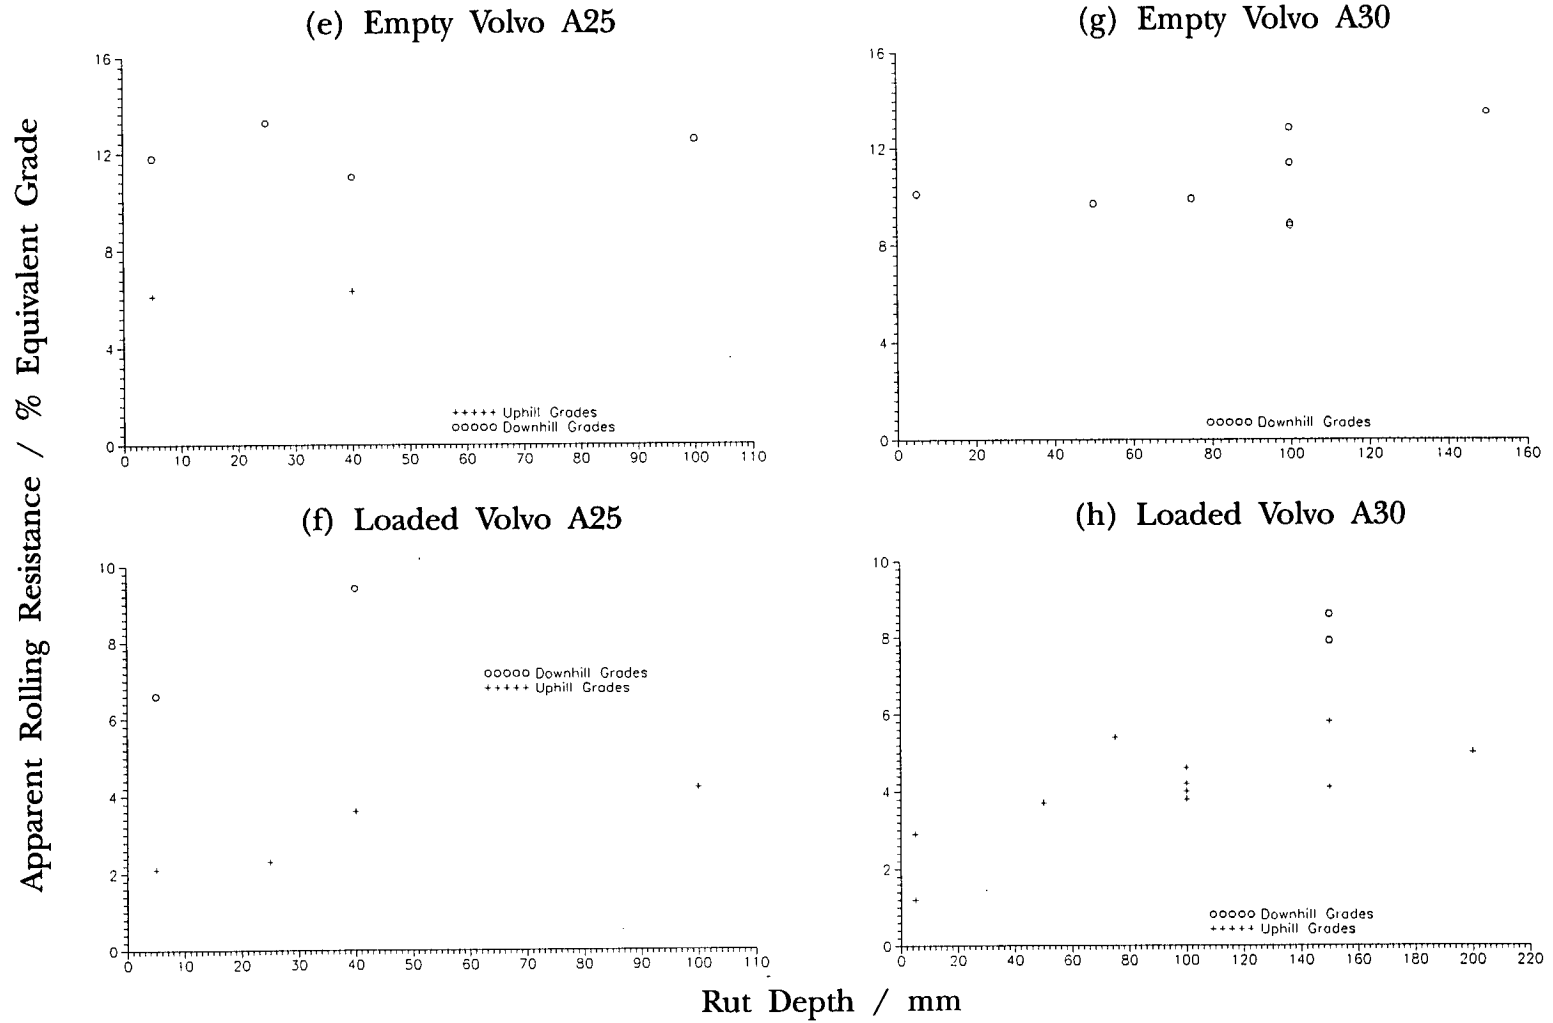 (e) Empty Volvo A25
16
12
8
4
0
+++++ Uphill Grades
ooooo Downhill Grades
0 10 20 30 40 50 60 70 80 90 100 110
(g) Empty Volvo A30
16
12
8
4
0
ooooo Downhill Grades
0 20 40 60 80 100 120 140 160
Apparent Rolling Resistance / % Equivalent Grade
(f) Loaded Volvo A25
10
8
6
4
2
0
ooooo Downhill Grades
+++++ Uphill Grades
0 10 20 30 40 50 60 70 80 90 100 110
(h) Loaded Volvo A30
10
8
6
4
2
0
ooooo Downhill Grades
+++++ Uphill Grades
0 20 40 60 80 100 120 140 160 180 200 220
Rut Depth / mm